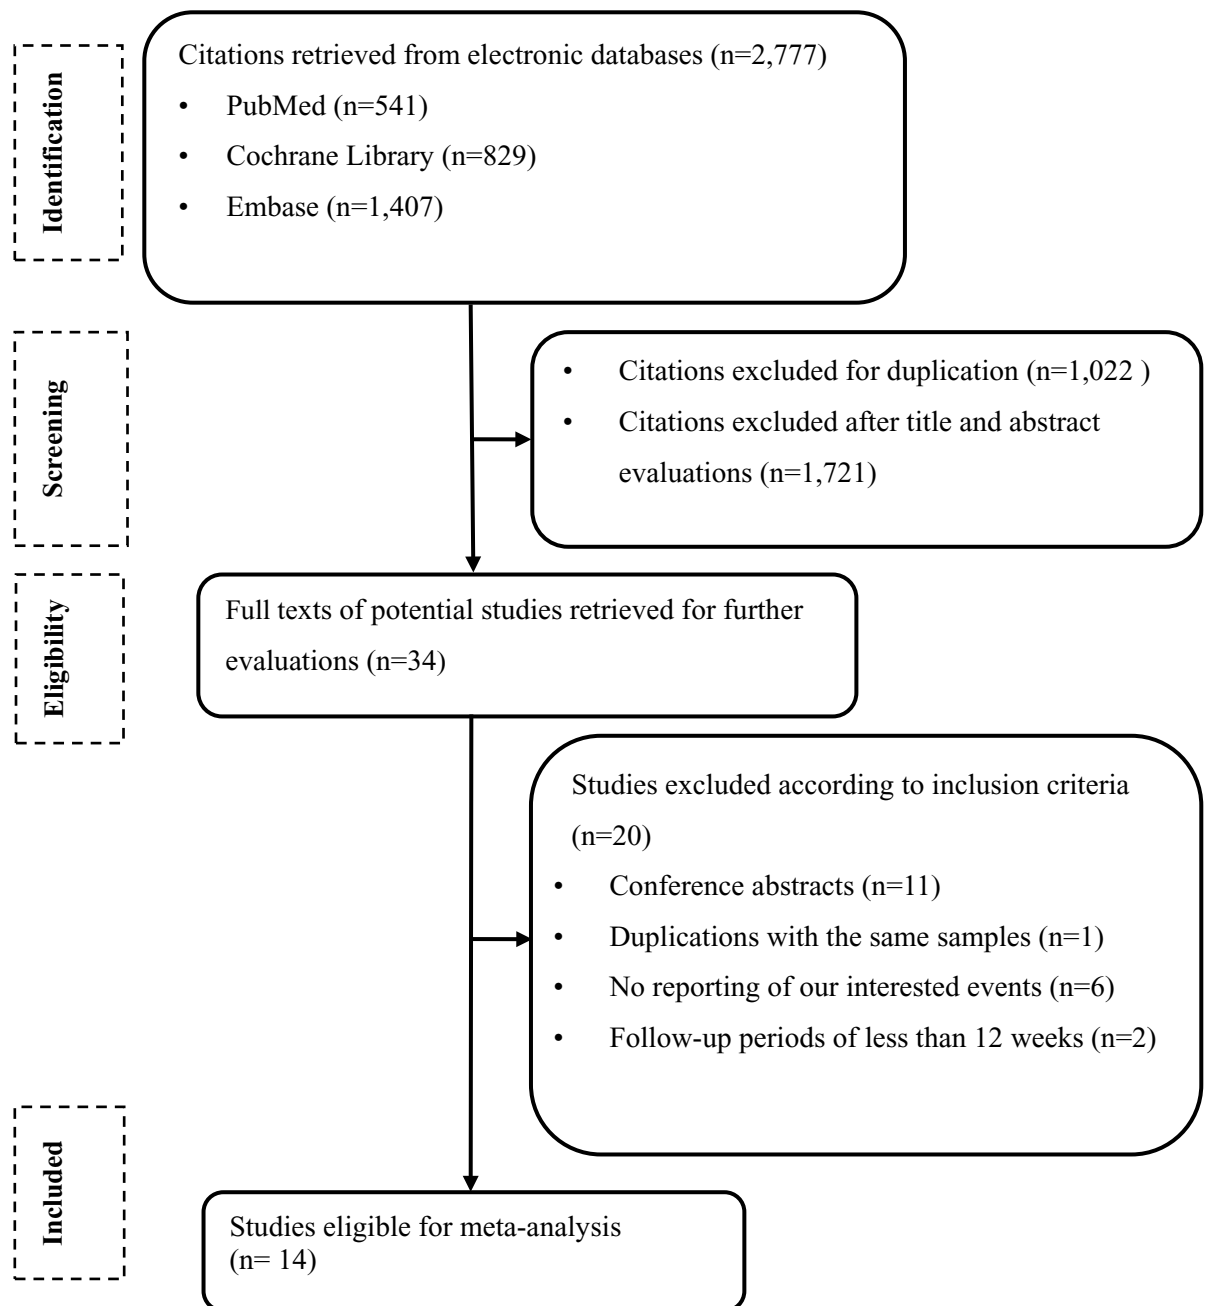 Identification
Citations retrieved from electronic databases (n=2,777)
• PubMed (n=541)
• Cochrane Library (n=829)
• Embase (n=1,407)
Screening
• Citations excluded for duplication (n=1,022 )
• Citations excluded after title and abstract
evaluations (n=1,721)
Eligibility
Full texts of potential studies retrieved for further
evaluations (n=34)
Studies excluded according to inclusion criteria
(n=20)
• Conference abstracts (n=11)
• Duplications with the same samples (n=1)
• No reporting of our interested events (n=6)
• Follow-up periods of less than 12 weeks (n=2)
Included
Studies eligible for meta-analysis
(n= 14)